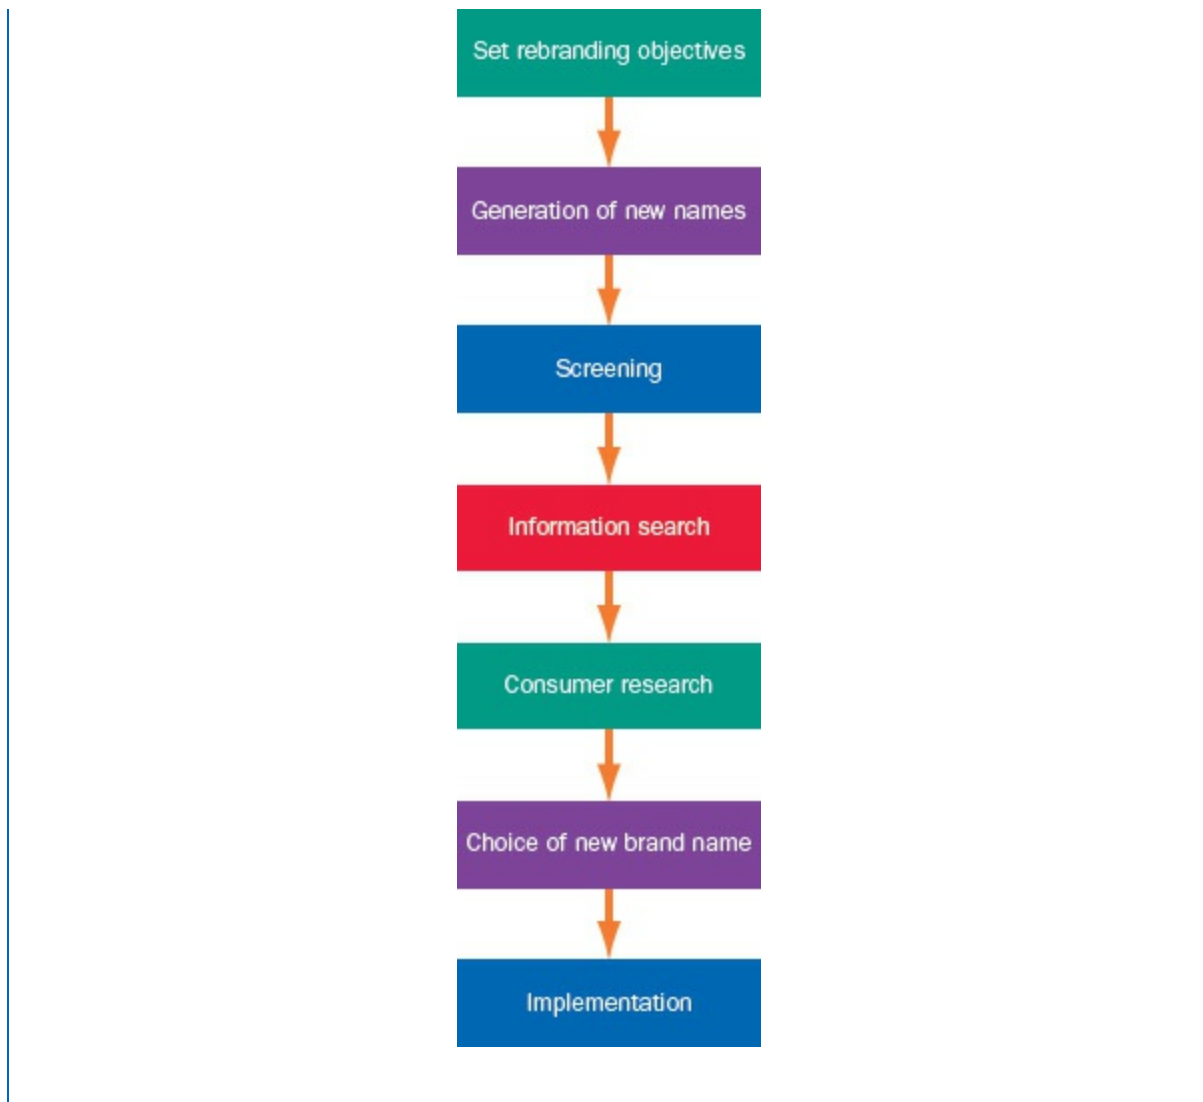 Set rebranding objectives
Generation of new names
Screening
Information search
Consumer research
Choice of new brand name
Implementation